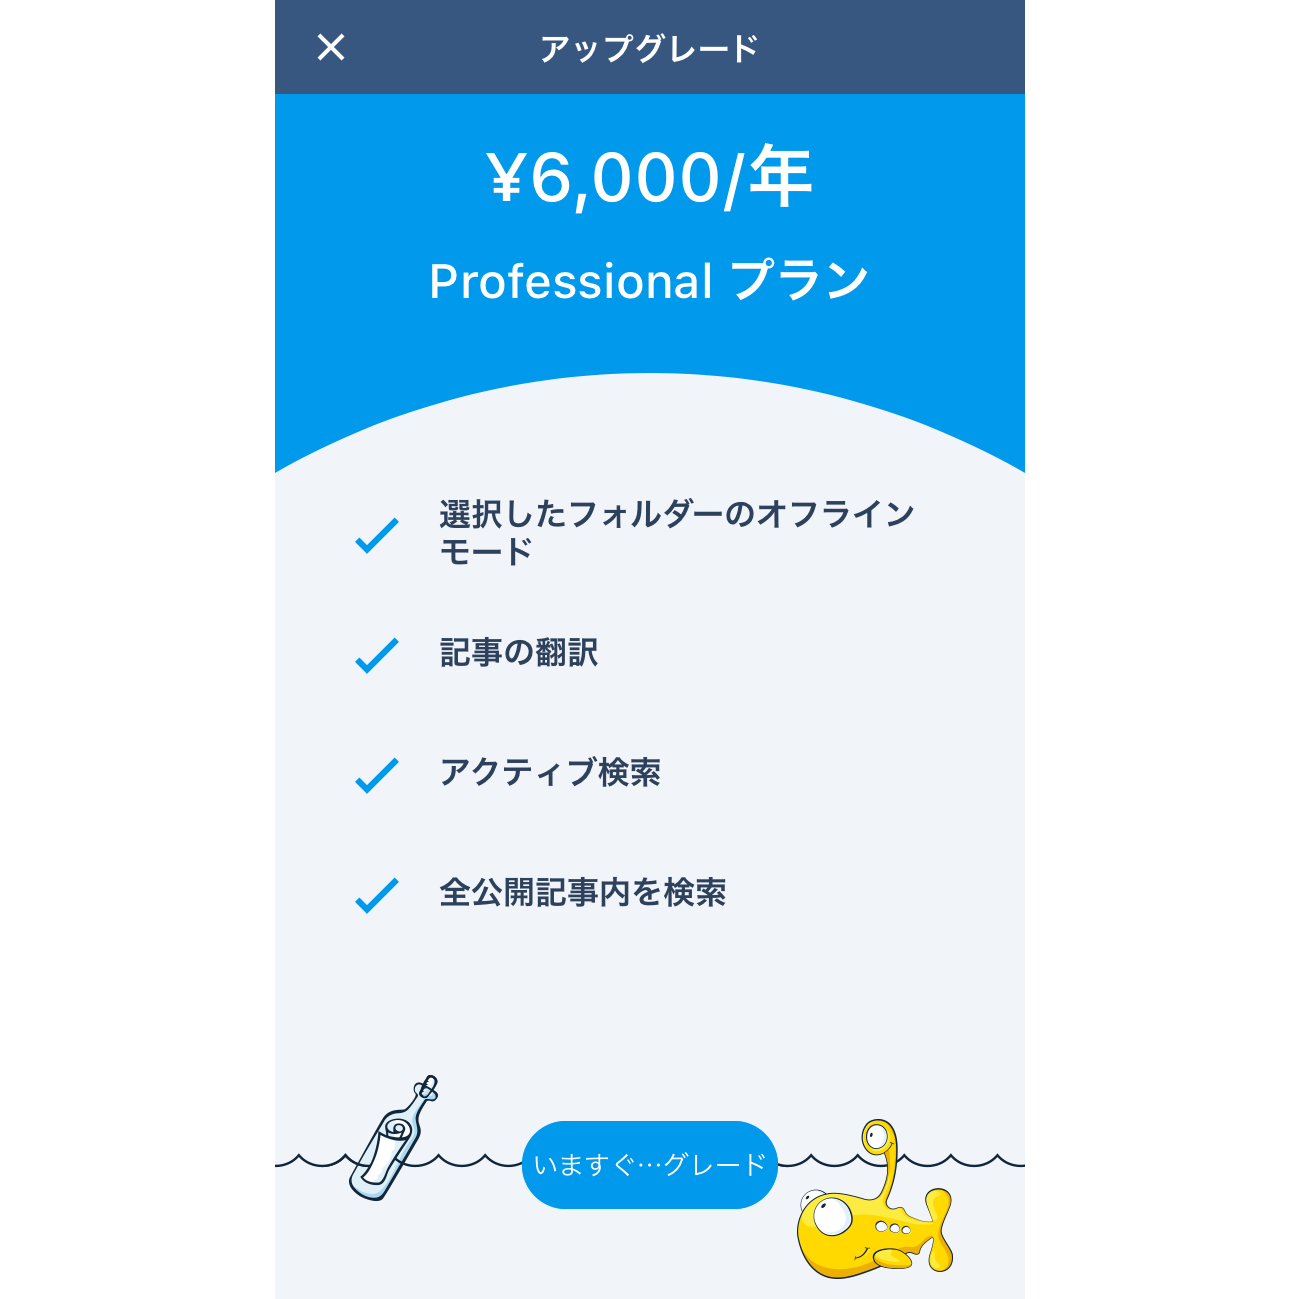 アップグレード
¥6,000/年
Professional プラン
選択したフォルダーのオフライン
モード
記事の翻訳
アクティブ検索
全公開記事内を検索
いますぐ…グレード